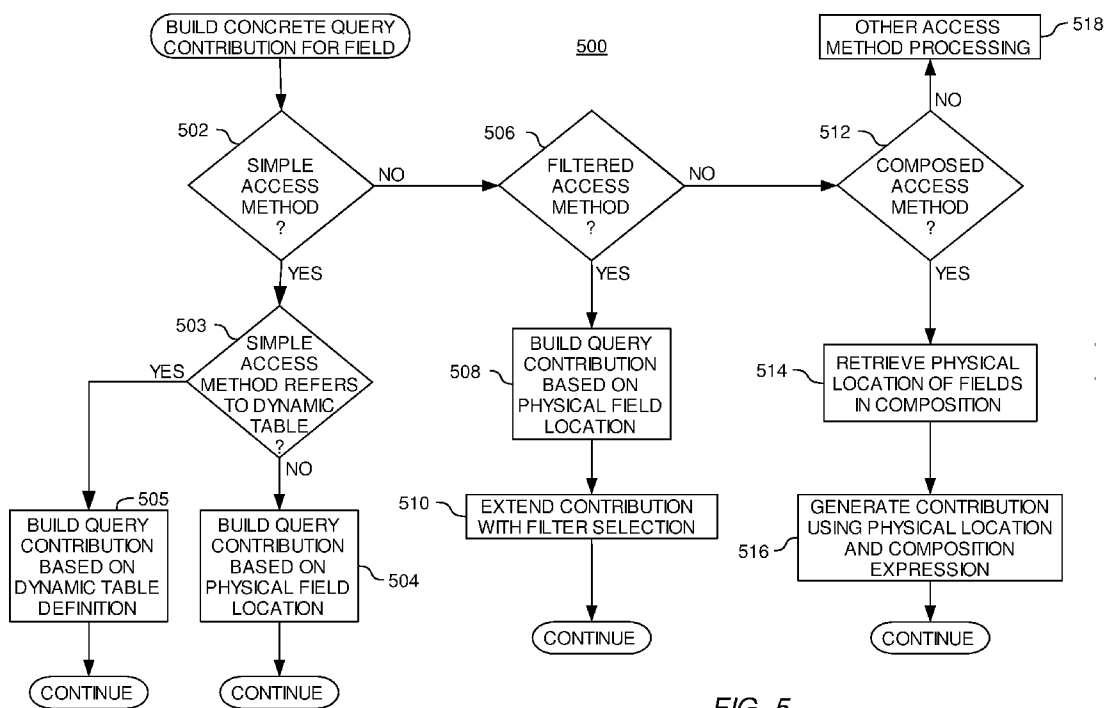 BUILD CONCRETE QUERY
CONTRIBUTION FOR FIELD
500
OTHER ACCESS
METHOD PROCESSING
518
NO
502
SIMPLE
ACCESS
METHOD
?
NO
506
FILTERED
ACCESS
METHOD
?
NO
512
COMPOSED
ACCESS
METHOD
?
YES
YES
YES
503
SIMPLE
ACCESS
METHOD REFERS
TO DYNAMIC
TABLE
?
YES
NO
508
BUILD QUERY
CONTRIBUTION
BASED ON
PHYSICAL FIELD
LOCATION
514
RETRIEVE PHYSICAL
LOCATION OF FIELDS
IN COMPOSITION
505
BUILD QUERY
CONTRIBUTION
BASED ON
DYNAMIC TABLE
DEFINITION
BUILD QUERY
CONTRIBUTION
BASED ON
PHYSICAL FIELD
LOCATION
504
510
EXTEND CONTRIBUTION
WITH FILTER SELECTION
516
GENERATE CONTRIBUTION
USING PHYSICAL LOCATION
AND COMPOSITION
EXPRESSION
CONTINUE
CONTINUE
CONTINUE
CONTINUE
FIG. 5